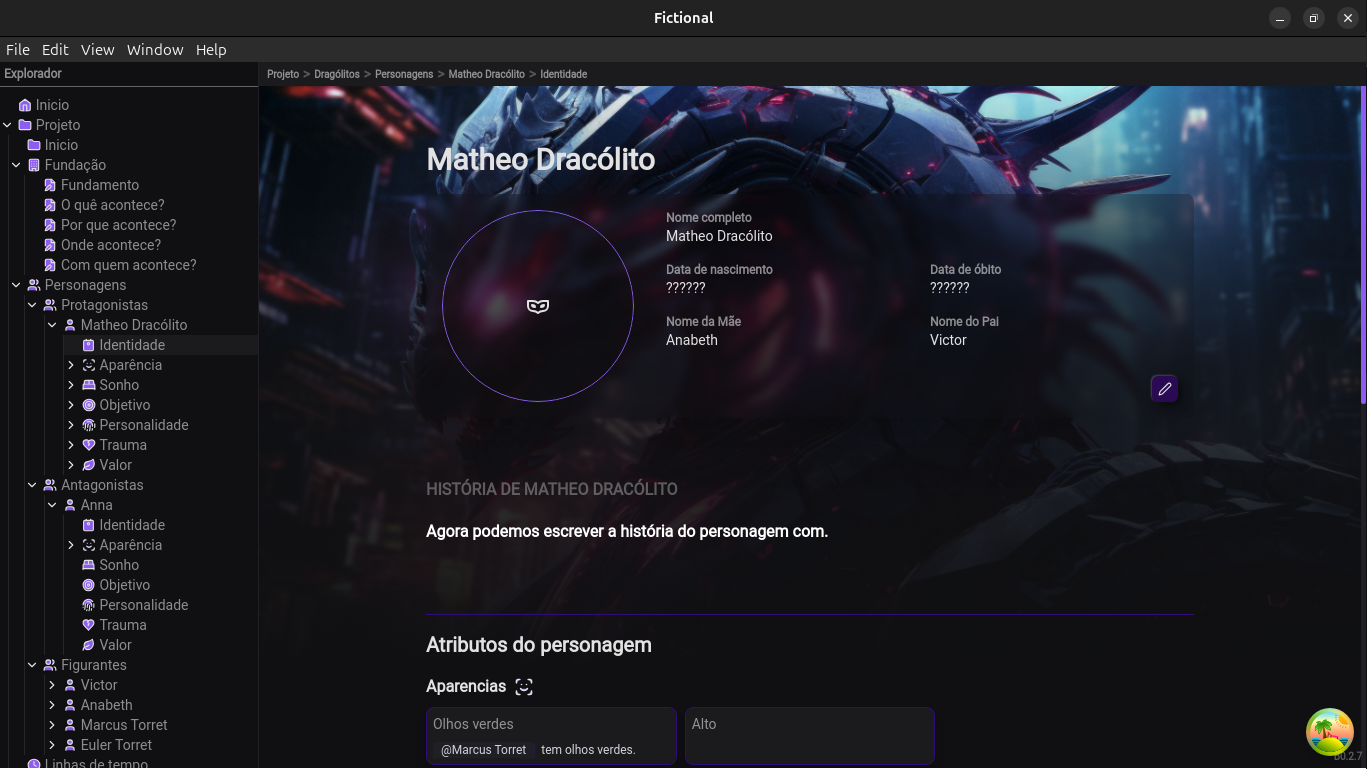 Fictional
File Edit View Window Help
Explorador
Projeto > Dragólitos > Personagens > Matheo Dracólito > Identidade
Inicio
Projeto
Inicio
Fundação
Fundamento
O quê acontece?
Por que acontece?
Onde acontece?
Com quem acontece?
Personagens
Protagonistas
Matheo Dracólito
Identidade
Aparência
Sonho
Objetivo
Personalidade
Trauma
Valor
Antagonistas
Anna
Identidade
Aparência
Sonho
Objetivo
Personalidade
Trauma
Valor
Figurantes
Victor
Anabeth
Marcus Torret
Euler Torret
Linhas de tempo
Matheo Dracólito
Nome completo
Matheo Dracólito
Data de nascimento Data de óbito
?????? ??????
Nome da Mãe Nome do Pai
Anabeth Victor
HISTÓRIA DE MATHEO DRACÓLITO
Agora podemos escrever a história do personagem com.
Atributos do personagem
Aparencias
Olhos verdes Alto
@Marcus Torret tem olhos verdes.
b0.2.7